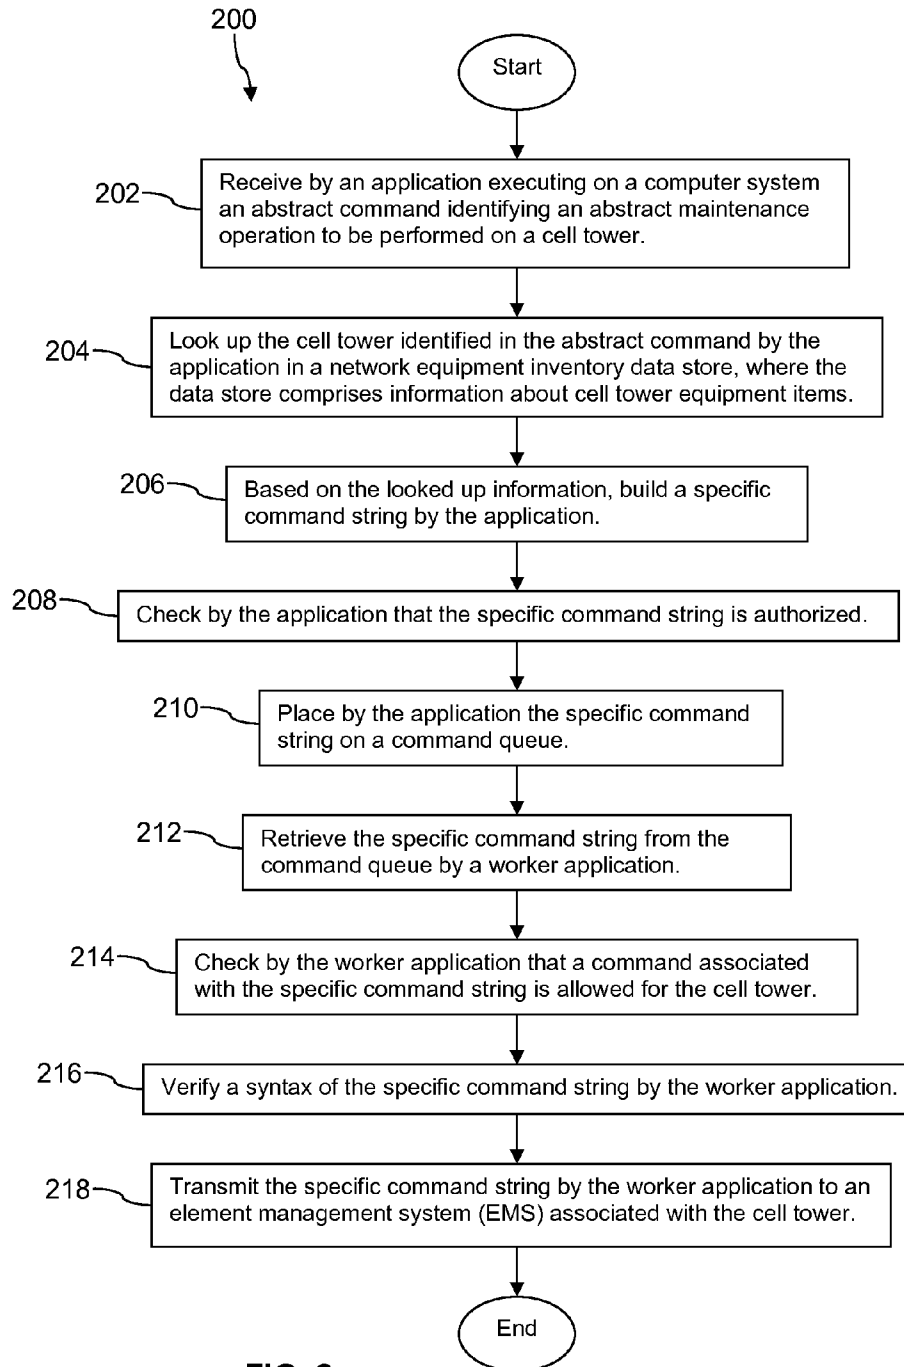 200
Start
202
Receive by an application executing on a computer system
an abstract command identifying an abstract maintenance
operation to be performed on a cell tower.
204
Look up the cell tower identified in the abstract command by the
application in a network equipment inventory data store, where the
data store comprises information about cell tower equipment items.
206
Based on the looked up information, build a specific
command string by the application.
208
Check by the application that the specific command string is authorized.
210
Place by the application the specific command
string on a command queue.
212
Retrieve the specific command string from the
command queue by a worker application.
214
Check by the worker application that a command associated
with the specific command string is allowed for the cell tower.
216
Verify a syntax of the specific command string by the worker application.
218
Transmit the specific command string by the worker application to an
element management system (EMS) associated with the cell tower.
End